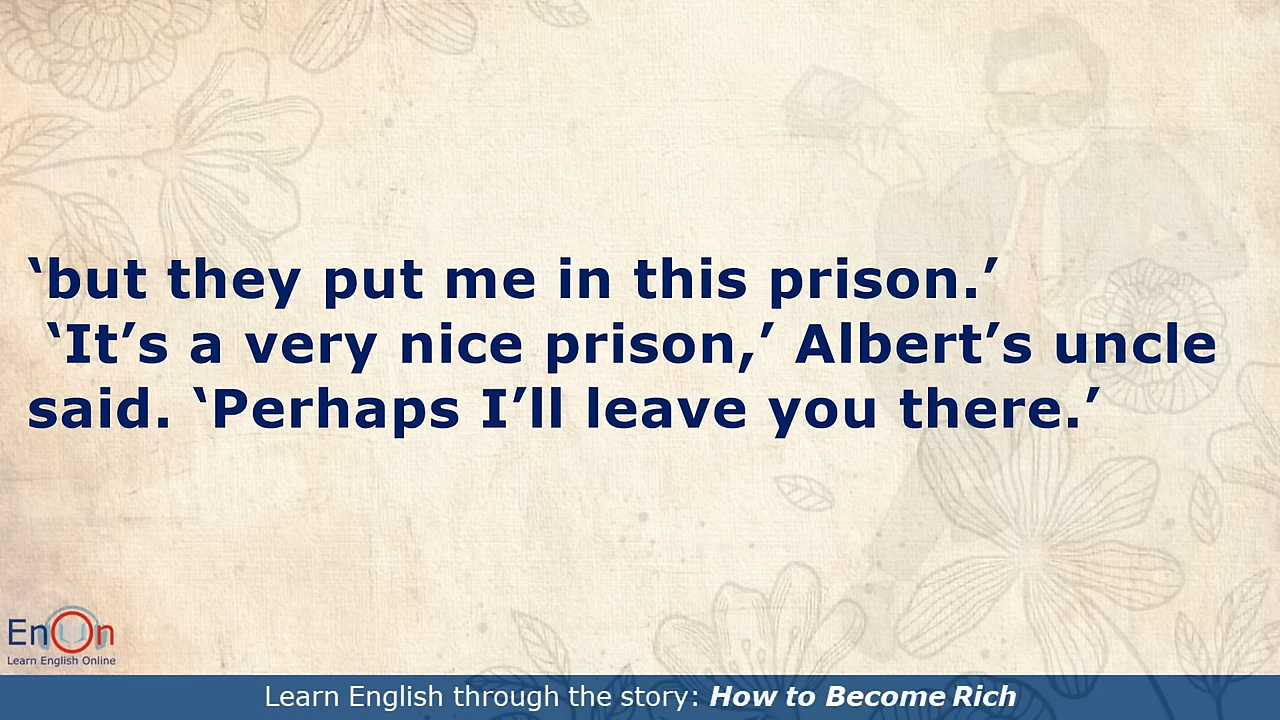 ‘but they put me in this prison.’
‘It’s a very nice prison,’ Albert’s uncle
said. ‘Perhaps I’ll leave you there.’
EnOn
Learn English Online
Learn English through the story: How to Become Rich